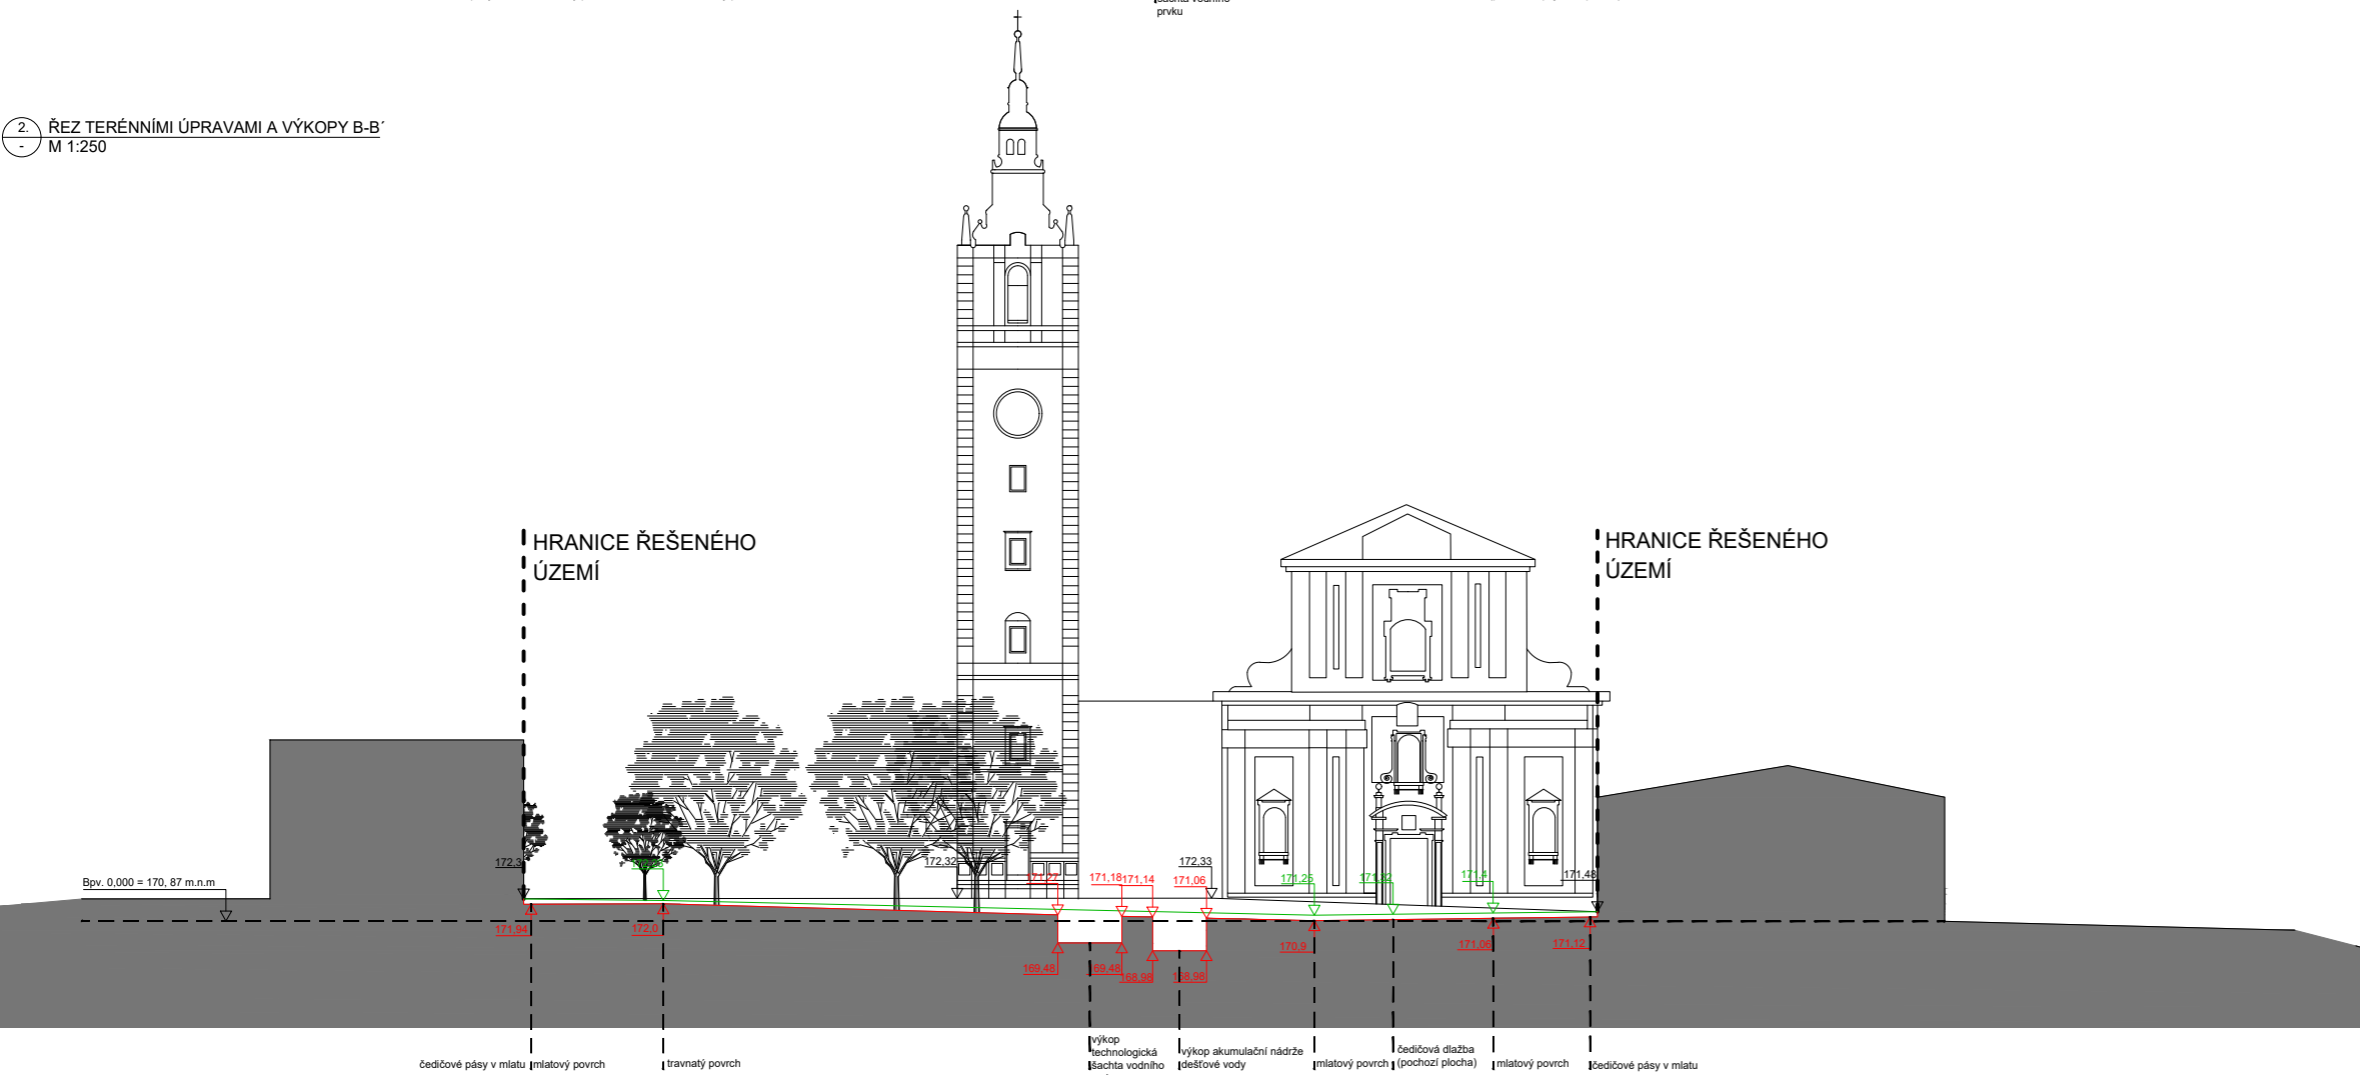 prvku
2.
-
ŘEZ TERÉNNÍMI ÚPRAVAMI A VÝKOPY B-B´
M 1:250
HRANICE ŘEŠENÉHO
ÚZEMÍ
HRANICE ŘEŠENÉHO
ÚZEMÍ
172,3
172,32
172,33
171,27
171,18
171,14
171,06
171,25
171,4
171,48
Bpv. 0,000 = 170, 87 m.n.m
171,94
172,0
170,9
171,06
171,12
169,48
169,48
168,98
168,98
čedičové pásy v mlatu
mlatový povrch
travnatý povrch
výkop
technologická
šachta vodního
výkop akumulační nádrže
dešťové vody
mlatový povrch
čedičová dlažba
(pochozí plocha)
mlatový povrch
čedičové pásy v mlatu